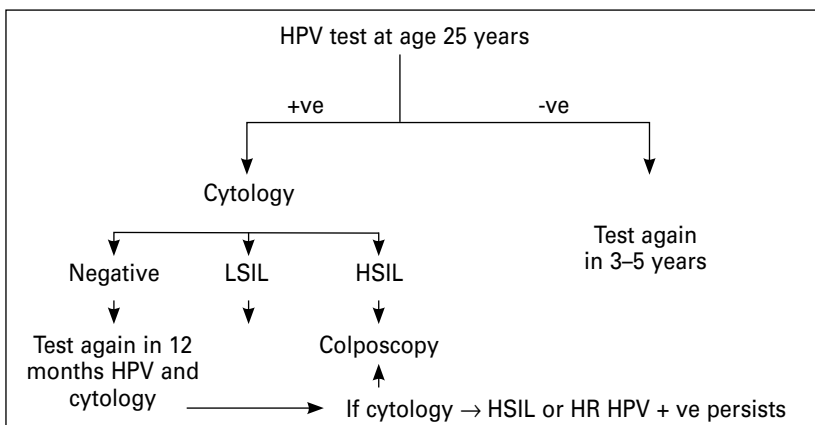 HPV test at age 25 years
+ve
-ve
Cytology
Test again
in 3–5 years
Negative
LSIL
HSIL
Test again in 12
months HPV and
cytology
Colposcopy
If cytology → HSIL or HR HPV + ve persists